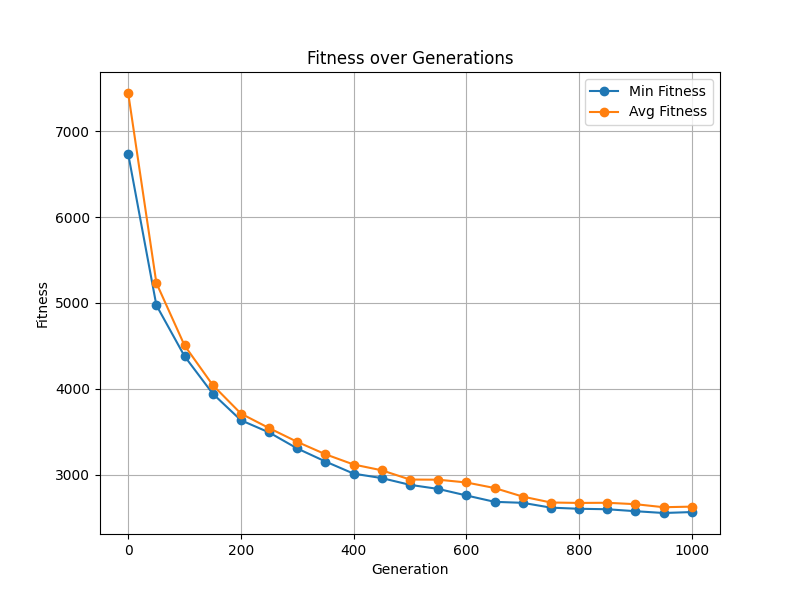 Fitness over Generations
Min Fitness
Avg Fitness
7000
6000
5000
4000
3000
Fitness
0 200 400 600 800 1000
Generation